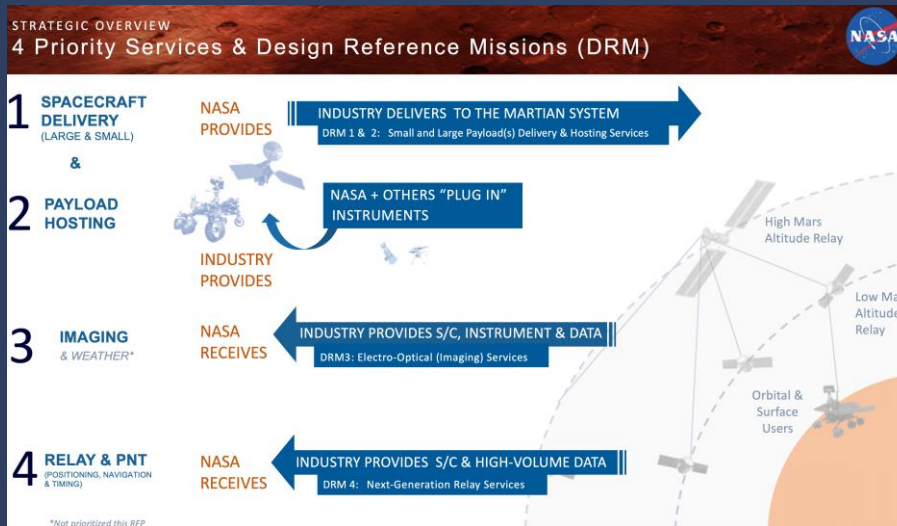 STRATEGIC OVERVIEW
4 Priority Services & Design Reference Missions (DRM)
NASA
1 SPACECRAFT
DELIVERY
(LARGE & SMALL)
&
NASA
PROVIDES
INDUSTRY DELIVERS TO THE MARTIAN SYSTEM
DRM 1 & 2: Small and Large Payload(s) Delivery & Hosting Services
2 PAYLOAD
HOSTING
NASA + OTHERS “PLUG IN”
INSTRUMENTS
INDUSTRY
PROVIDES
3 IMAGING
& WEATHER*
NASA
RECEIVES
INDUSTRY PROVIDES S/C, INSTRUMENT & DATA
DRM3: Electro-Optical (Imaging) Services
4 RELAY & PNT
(POSITIONING, NAVIGATION
& TIMING)
NASA
RECEIVES
INDUSTRY PROVIDES S/C & HIGH-VOLUME DATA
DRM 4: Next-Generation Relay Services
High Mars
Altitude Relay
Low Ma
Altitude
Relay
Orbital &
Surface
Users
*Not prioritized this RFP